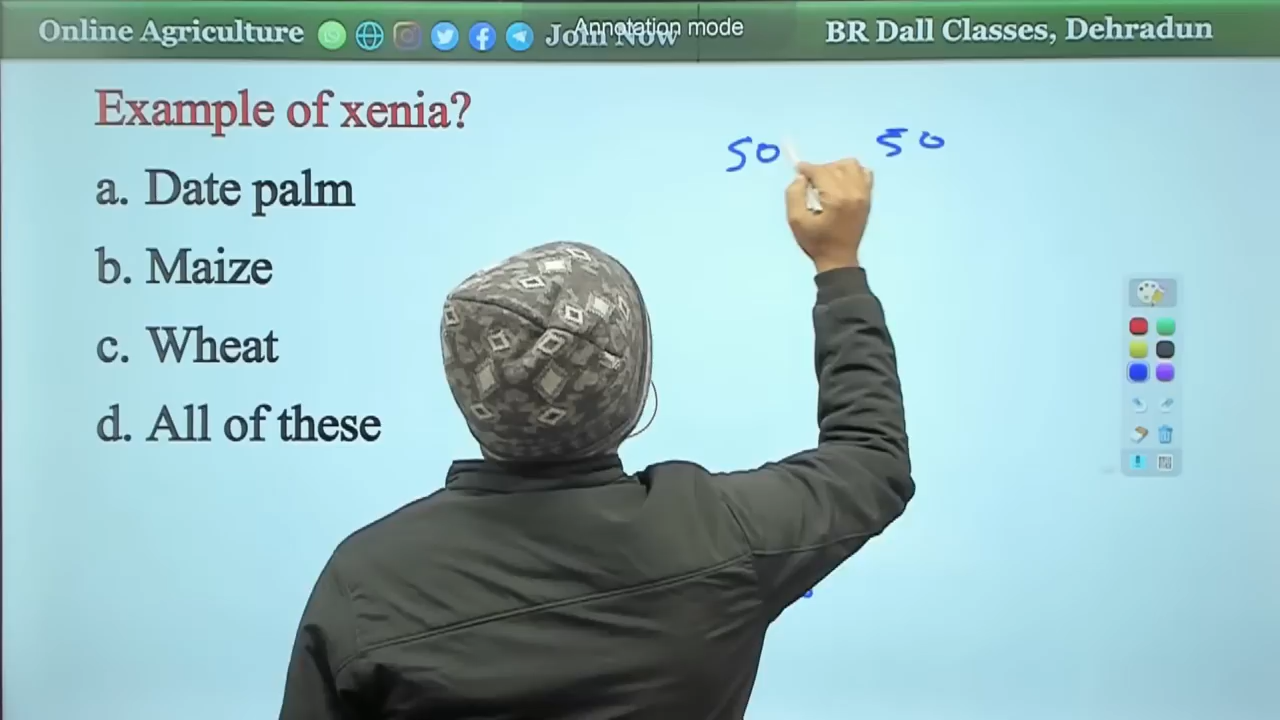 Online Agriculture Join Now BR Dall Classes, Dehradun
Annotation mode
Example of xenia?
50 50
a. Date palm
b. Maize
c. Wheat
d. All of these